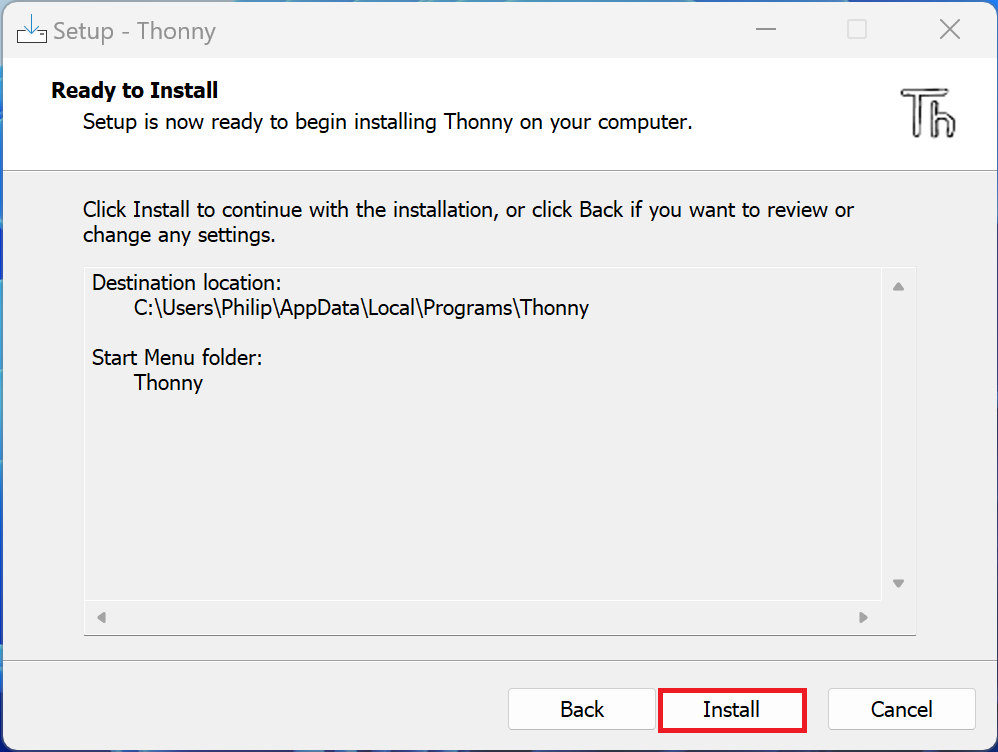 Setup - Thonny
Ready to Install
Setup is now ready to begin installing Thonny on your computer.
Th
Click Install to continue with the installation, or click Back if you want to review or
change any settings.
Destination location:
C:\Users\Philip\AppData\Local\Programs\Thonny
Start Menu folder:
Thonny
Back
Install
Cancel